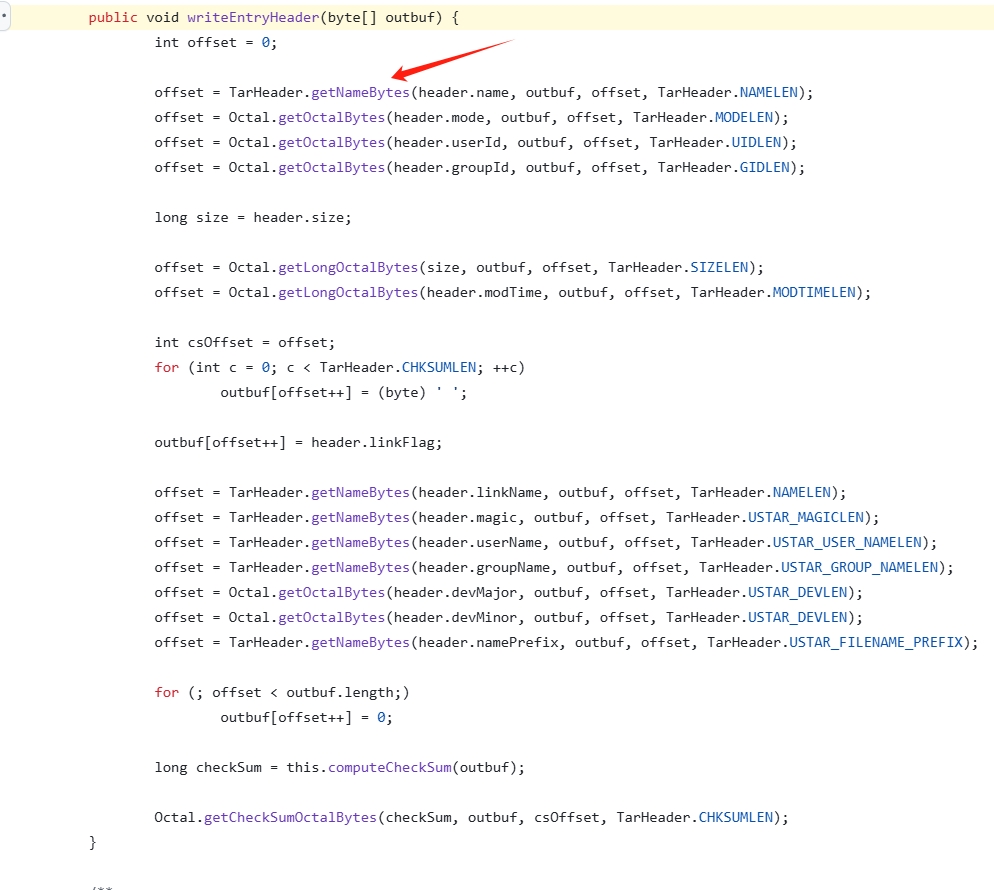 public void writeEntryHeader(byte[] outbuf) {
int offset = 0;
offset = TarHeader.getNameBytes(header.name, outbuf, offset, TarHeader.NAMELEN);
offset = Octal.getOctalBytes(header.mode, outbuf, offset, TarHeader.MODELEN);
offset = Octal.getOctalBytes(header.userId, outbuf, offset, TarHeader.UIDLEN);
offset = Octal.getOctalBytes(header.groupId, outbuf, offset, TarHeader.GIDLEN);
long size = header.size;
offset = Octal.getLongOctalBytes(size, outbuf, offset, TarHeader.SIZELEN);
offset = Octal.getLongOctalBytes(header.modTime, outbuf, offset, TarHeader.MODTIMELEN);
int csOffset = offset;
for (int c = 0; c < TarHeader.CHKSUMLEN; ++c)
outbuf[offset++] = (byte) ' ';
outbuf[offset++] = header.linkFlag;
offset = TarHeader.getNameBytes(header.linkName, outbuf, offset, TarHeader.NAMELEN);
offset = TarHeader.getNameBytes(header.magic, outbuf, offset, TarHeader.USTAR_MAGICLEN);
offset = TarHeader.getNameBytes(header.userName, outbuf, offset, TarHeader.USTAR_USER_NAMELEN);
offset = TarHeader.getNameBytes(header.groupName, outbuf, offset, TarHeader.USTAR_GROUP_NAMELEN);
offset = Octal.getOctalBytes(header.devMajor, outbuf, offset, TarHeader.USTAR_DEVLEN);
offset = Octal.getOctalBytes(header.devMinor, outbuf, offset, TarHeader.USTAR_DEVLEN);
offset = TarHeader.getNameBytes(header.namePrefix, outbuf, offset, TarHeader.USTAR_FILENAME_PREFIX);
for (; offset < outbuf.length;)
outbuf[offset++] = 0;
long checkSum = this.computeCheckSum(outbuf);
Octal.getCheckSumOctalBytes(checkSum, outbuf, csOffset, TarHeader.CHKSUMLEN);
}
/**